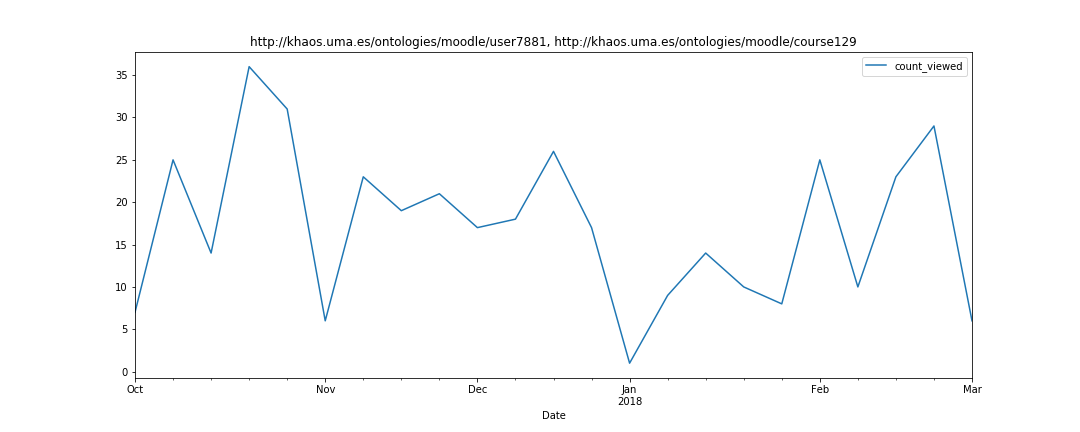 http://khaos.uma.es/ontologies/moodle/user7881, http://khaos.uma.es/ontologies/moodle/course129
count_viewed
35
30
25
20
15
10
5
0
Oct Nov Dec Jan Feb Mar
2018
Date